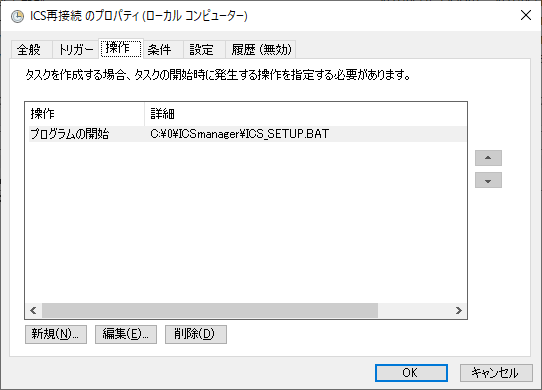 ICS再接続 のプロパティ (ローカル コンピューター)
全般 トリガー 操作 条件 設定 履歴 (無効)
タスクを作成する場合、タスクの開始時に発生する操作を指定する必要があります。
操作 詳細
プログラムの開始 C:¥0¥ICSmanager¥ICS_SETUP.BAT
新規(N)... 編集(E)... 削除(D)
OK キャンセル